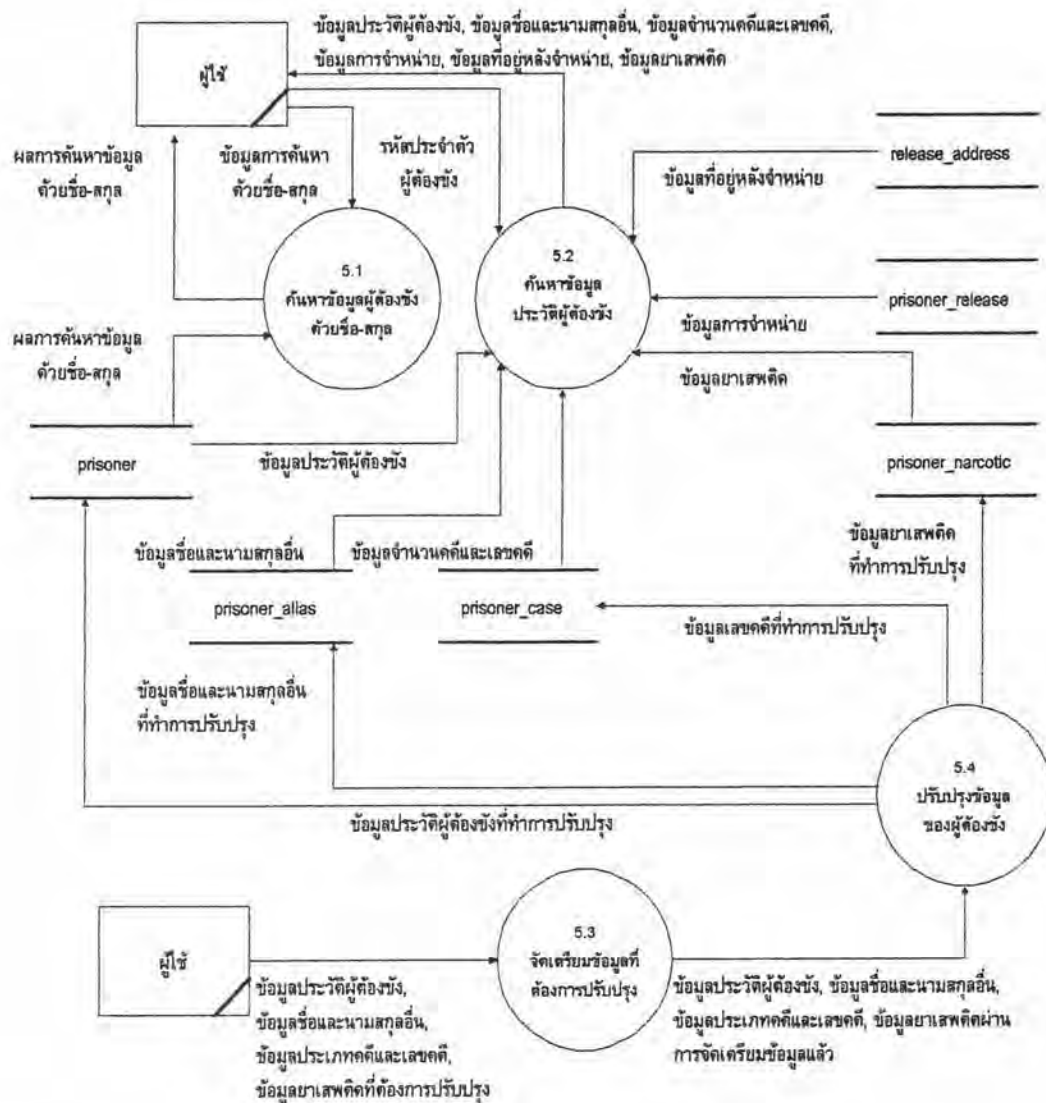 ข้อมูลประวัติผู้ต้องขัง, ข้อมูลชื่อและนามสกุลอื่น, ข้อมูลจำนวนคดีและเลขคดี,
ข้อมูลการจำหน่าย, ข้อมูลที่อยู่หลังจำหน่าย, ข้อมูลยาเสพติด
ผู้ใช้
ผลการค้นหาข้อมูล
ด้วยชื่อ-สกุล
ข้อมูลการค้นหา
ด้วยชื่อ-สกุล
รหัสประจำตัว
ผู้ต้องขัง
release_address
ข้อมูลที่อยู่หลังจำหน่าย
5.1
ค้นหาข้อมูลผู้ต้องขัง
ด้วยชื่อ-สกุล
5.2
ค้นหาข้อมูล
ประวัติผู้ต้องขัง
prisoner_release
ข้อมูลการจำหน่าย
ผลการค้นหาข้อมูล
ด้วยชื่อ-สกุล
ข้อมูลยาเสพติด
prisoner
ข้อมูลประวัติผู้ต้องขัง
prisoner_narcotic
ข้อมูลชื่อและนามสกุลอื่น
ข้อมูลจำนวนคดีและเลขคดี
ข้อมูลยาเสพติด
ที่ทำการปรับปรุง
prisoner_alias
prisoner_case
ข้อมูลเลขคดีที่ทำการปรับปรุง
ข้อมูลชื่อและนามสกุลอื่น
ที่ทำการปรับปรุง
5.4
ปรับปรุงข้อมูล
ของผู้ต้องขัง
ข้อมูลประวัติผู้ต้องขังที่ทำการปรับปรุง
ผู้ใช้
5.3
จัดเตรียมข้อมูลที่
ต้องการปรับปรุง
ข้อมูลประวัติผู้ต้องขัง,
ข้อมูลชื่อและนามสกุลอื่น,
ข้อมูลประเภทคดีและเลขคดี,
ข้อมูลยาเสพติดที่ต้องการปรับปรุง
ข้อมูลประวัติผู้ต้องขัง, ข้อมูลชื่อและนามสกุลอื่น,
ข้อมูลประเภทคดีและเลขคดี, ข้อมูลยาเสพติดผ่าน
การจัดเตรียมข้อมูลแล้ว